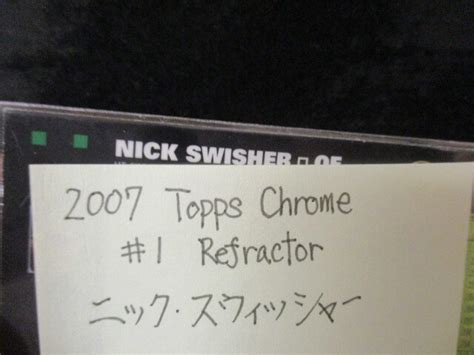 NICK SWISHER OF
2007 Topps Chrome
#1 Refractor
ニック・スウィッシャー